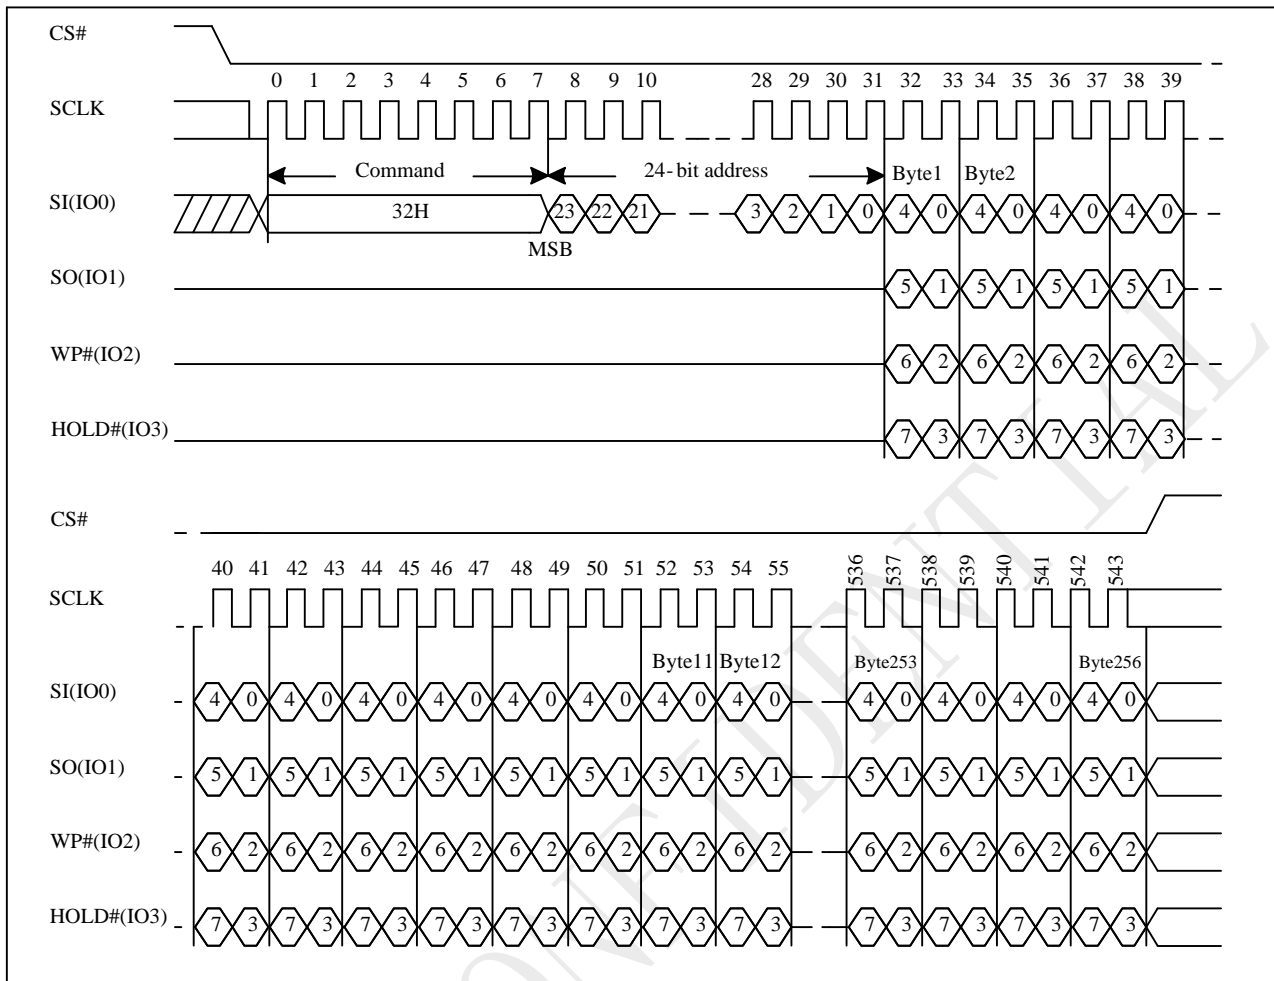 CS#
0 1 2 3 4 5 6 7 8 9 10 28 29 30 31 32 33 34 35 36 37 38 39
SCLK
Command 24-bit address Byte1 Byte2
SI(IO0) 32H 23 22 21 3 2 1 0 4 0 4 0 4 0 4 0
MSB
SO(IO1) 5 1 5 1 5 1 5 1
WP#(IO2) 6 2 6 2 6 2 6 2
HOLD#(IO3) 7 3 7 3 7 3 7 3
CS#
40 41 42 43 44 45 46 47 48 49 50 51 52 53 54 55 536 537 538 539 540 541 542 543
SCLK
Byte11 Byte12 Byte253 Byte256
SI(IO0) 4 0 4 0 4 0 4 0 4 0 4 0 4 0 4 0 4 0 4 0 4 0 4 0
SO(IO1) 5 1 5 1 5 1 5 1 5 1 5 1 5 1 5 1 5 1 5 1 5 1 5 1
WP#(IO2) 6 2 6 2 6 2 6 2 6 2 6 2 6 2 6 2 6 2 6 2 6 2 6 2
HOLD#(IO3) 7 3 7 3 7 3 7 3 7 3 7 3 7 3 7 3 7 3 7 3 7 3 7 3